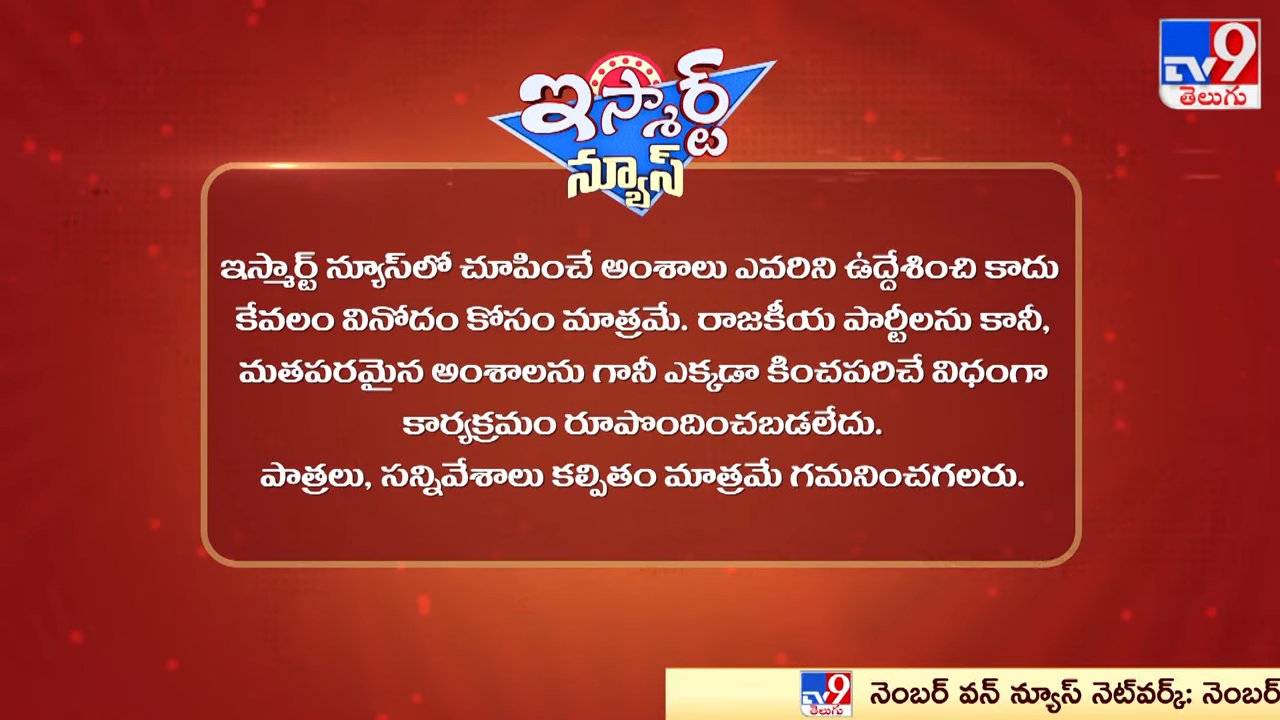 TV9
తెలుగు
ఇస్మార్ట్
న్యూస్
ఇస్మార్ట్ న్యూస్‌లో చూపించే అంశాలు ఎవరిని ఉద్దేశించి కాదు
కేవలం వినోదం కోసం మాత్రమే. రాజకీయ పార్టీలను కానీ,
మతపరమైన అంశాలను గానీ ఎక్కడా కించపరిచే విధంగా
కార్యక్రమం రూపొందించబడలేదు.
పాత్రలు, సన్నివేశాలు కల్పితం మాత్రమే గమనించగలరు.
TV9
తెలుగు
నెంబర్ వన్ న్యూస్ నెట్‌వర్క్: నెంబర్